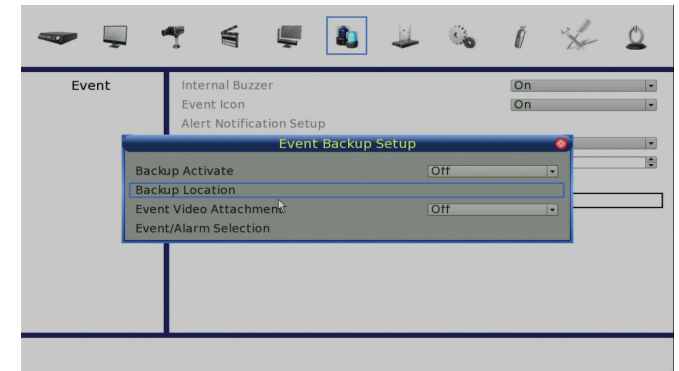 Event
Internal Buzzer On
Event Icon On
Alert Notification Setup
Event Backup Setup
Backup Activate Off
Backup Location
Event Video Attachment Off
Event/Alarm Selection